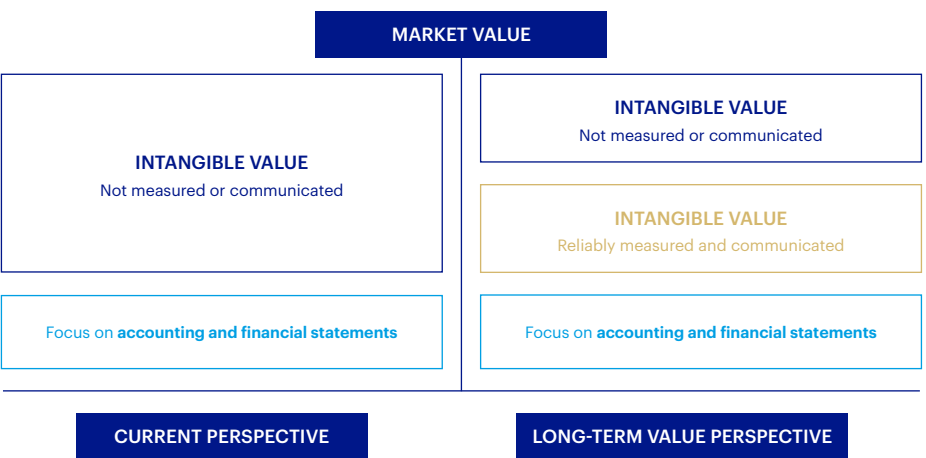 MARKET VALUE
INTANGIBLE VALUE
Not measured or communicated
Focus on accounting and financial statements
CURRENT PERSPECTIVE
INTANGIBLE VALUE
Not measured or communicated
INTANGIBLE VALUE
Reliably measured and communicated
Focus on accounting and financial statements
LONG-TERM VALUE PERSPECTIVE